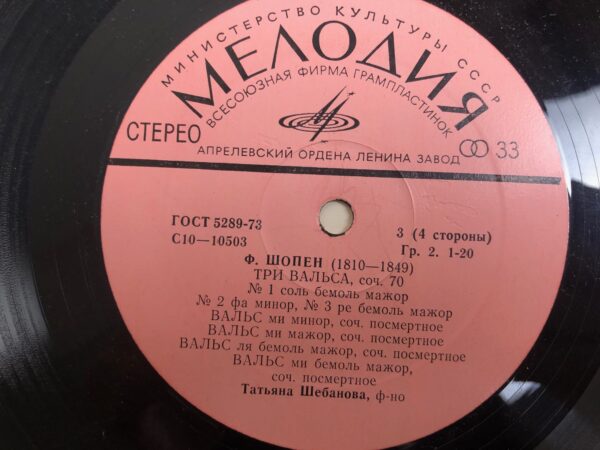 МИНИСТЕРСТВО КУЛЬТУРЫ СССР
МЕЛОДИЯ
ВСЕСОЮЗНАЯ ФИРМА ГРАМПЛАСТИНОК
СТЕРЕО
33
АПРЕЛЕВСКИЙ ОРДЕНА ЛЕНИНА ЗАВОД
ГОСТ 5289-73
С10—10503
3 (4 стороны)
Гр. 2. 1-20
Ф. ШОПЕН (1810—1849)
ТРИ ВАЛЬСА, соч. 70
№ 1 соль бемоль мажор
№ 2 фа минор, № 3 ре бемоль мажор
ВАЛЬС ми минор, соч. посмертное
ВАЛЬС ми мажор, соч. посмертное
ВАЛЬС ля бемоль мажор, соч. посмертное
ВАЛЬС ми бемоль мажор,
соч. посмертное
Татьяна Шебанова, ф-но